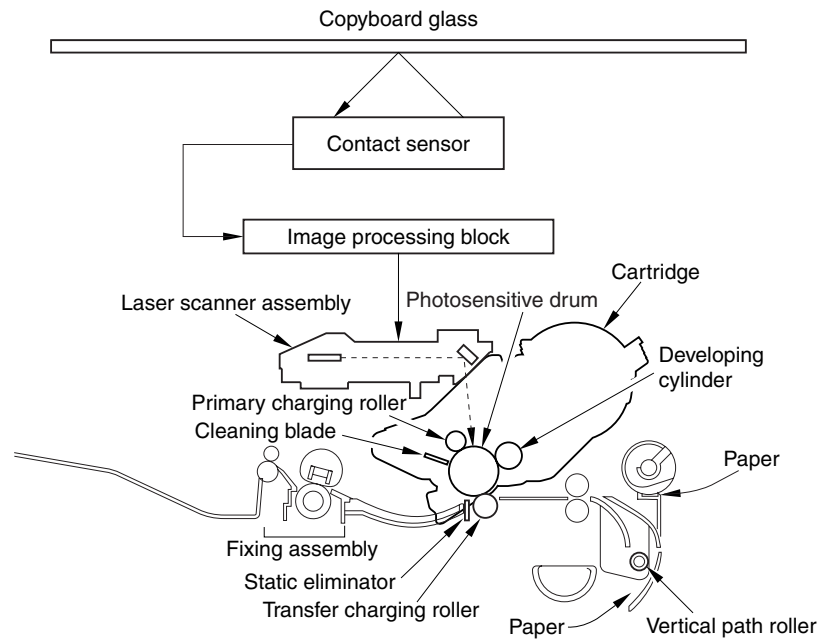 Copyboard glass
Contact sensor
Image processing block
Cartridge
Laser scanner assembly
Photosensitive drum
Developing
cylinder
Primary charging roller
Cleaning blade
Paper
Fixing assembly
Static eliminator
Transfer charging roller
Paper
Vertical path roller